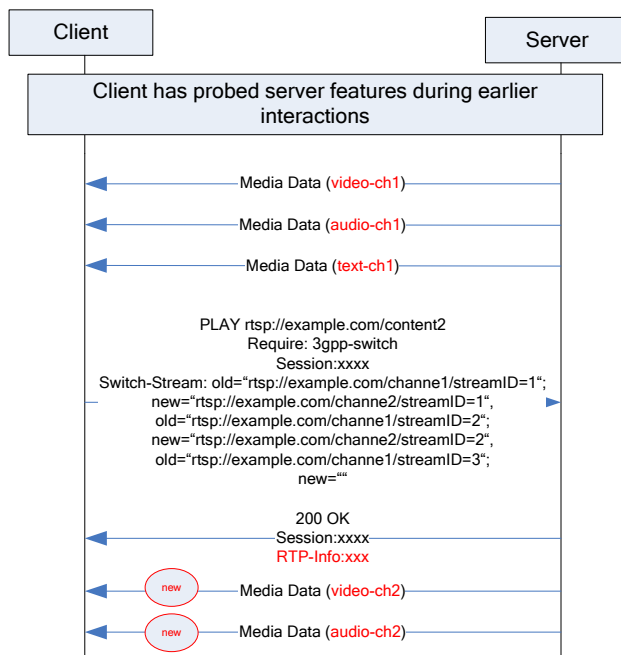 Client
Server
Client has probed server features during earlier
interactions
Media Data (video-ch1)
Media Data (audio-ch1)
Media Data (text-ch1)
PLAY rtsp://example.com/content2
Require: 3gpp-switch
Session:xxxx
Switch-Stream: old=“rtsp://example.com/channe1/streamID=1“;
new=“rtsp://example.com/channe2/streamID=1“,
old=“rtsp://example.com/channe1/streamID=2“;
new=“rtsp://example.com/channe2/streamID=2“,
old=“rtsp://example.com/channe1/streamID=3“;
new=““
200 OK
Session:xxxx
RTP-Info:xxx
new
Media Data (video-ch2)
new
Media Data (audio-ch2)